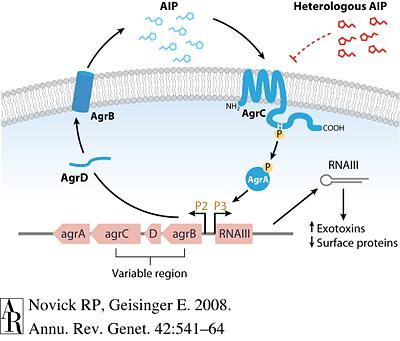 AIP
Heterologous AIP
AgrB
NH₂
AgrC
P
COOH
AgrD
P
AgrA
RNAIII
P2 P3
agrA agrC D agrB RNAIII
Exotoxins
Surface proteins
Variable region
AR
Novick RP, Geisinger E. 2008.
Annu. Rev. Genet. 42:541–64